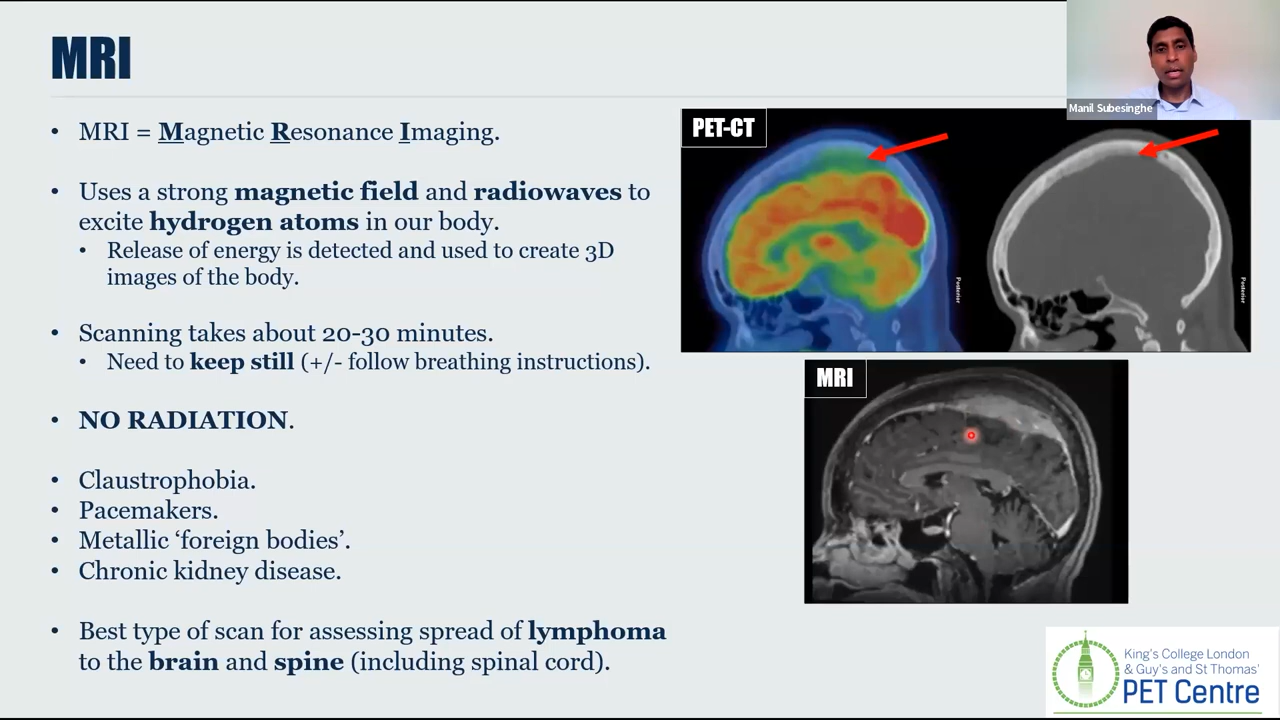 MRI
MRI = Magnetic Resonance Imaging.
Uses a strong magnetic field and radiowaves to
excite hydrogen atoms in our body.
Release of energy is detected and used to create 3D
images of the body.
Scanning takes about 20-30 minutes.
Need to keep still (+/- follow breathing instructions).
NO RADIATION.
Claustrophobia.
Pacemakers.
Metallic ‘foreign bodies’.
Chronic kidney disease.
Best type of scan for assessing spread of lymphoma
to the brain and spine (including spinal cord).
Manil Subesinghe
PET-CT
Posterior
Posterior
MRI
King's College London
& Guy's and St Thomas'
PET Centre